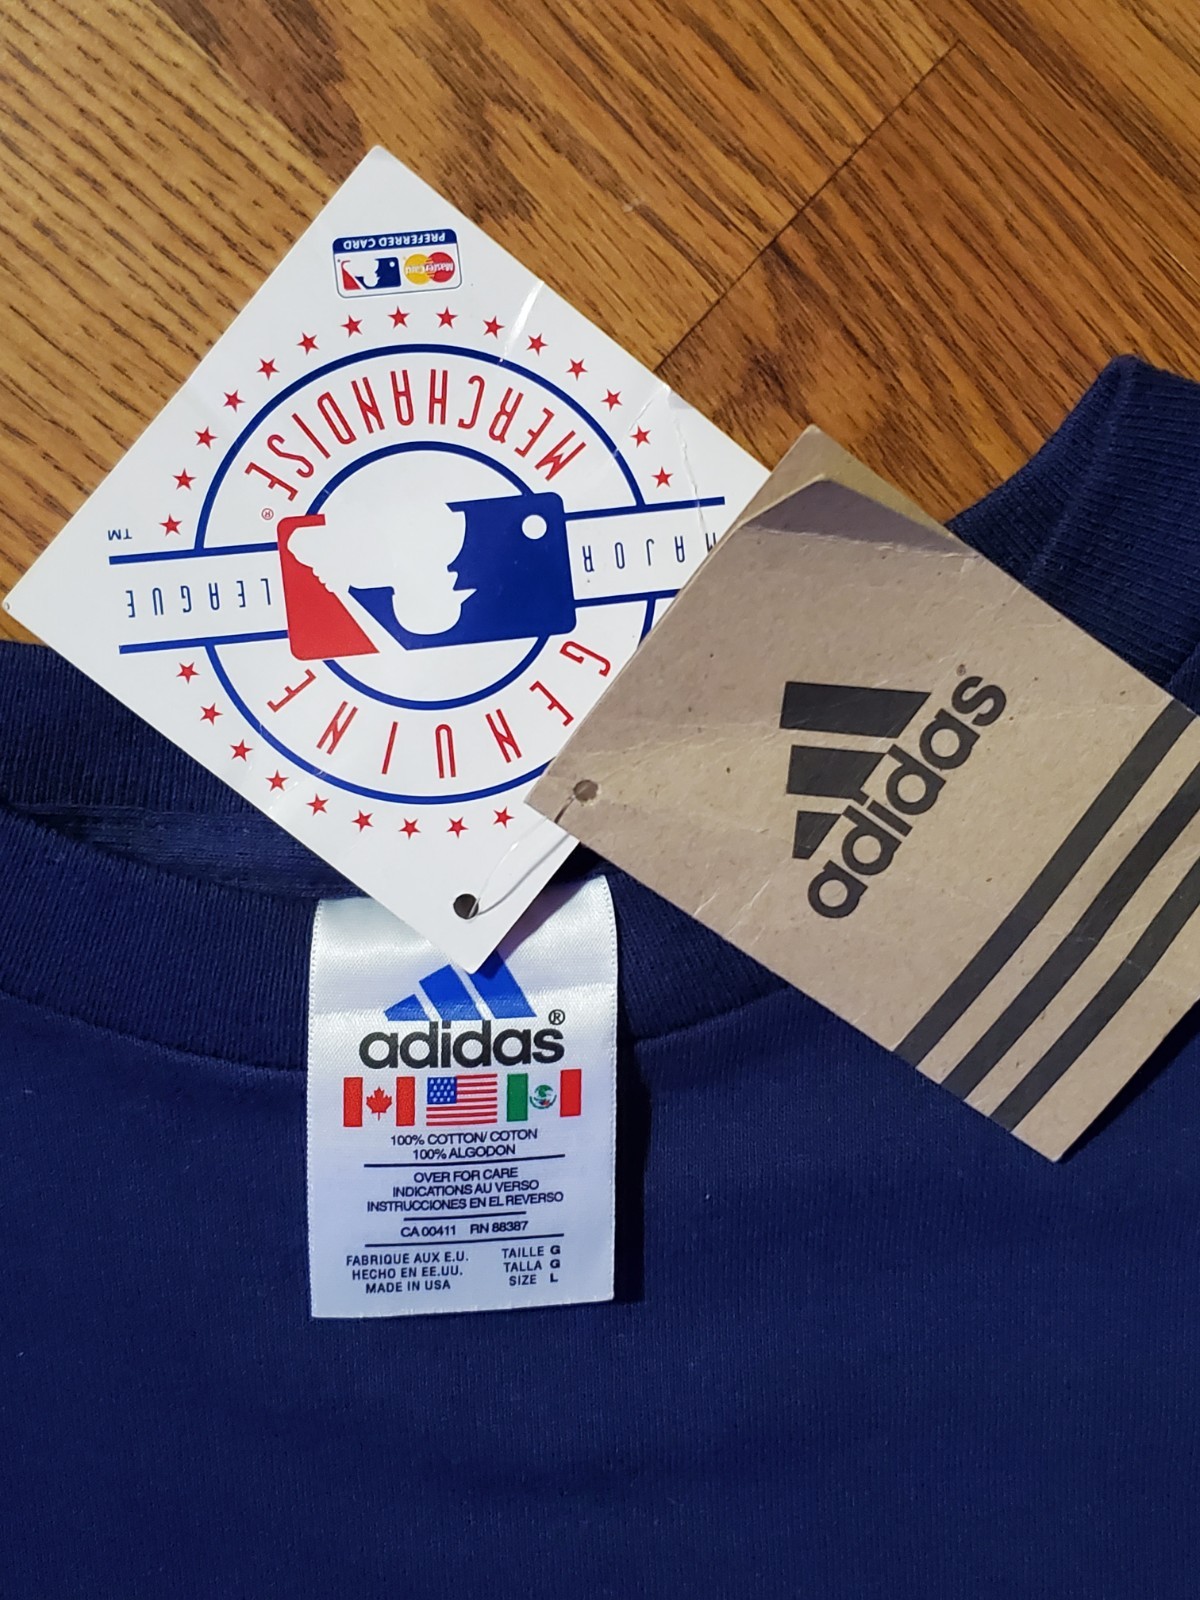 PREFERRED CARD
MasterCard
GENUINE
MAJOR LEAGUE
MERCHANDISE
®
TM
adidas®
adidas®
100% COTTON/ COTON
100% ALGODON
OVER FOR CARE
INDICATIONS AU VERSO
INSTRUCCIONES EN EL REVERSO
CA 00411 RN 88387
FABRIQUE AUX E.U.
HECHO EN EE.UU.
MADE IN USA
TAILLE G
TALLA G
SIZE L